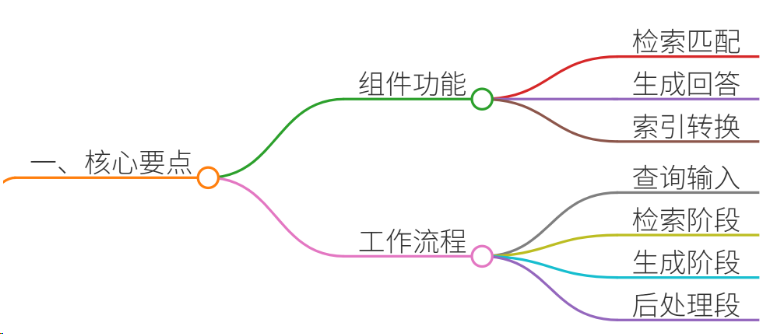 一、核心要点
组件功能
检索匹配
生成回答
索引转换
工作流程
查询输入
检索阶段
生成阶段
后处理段